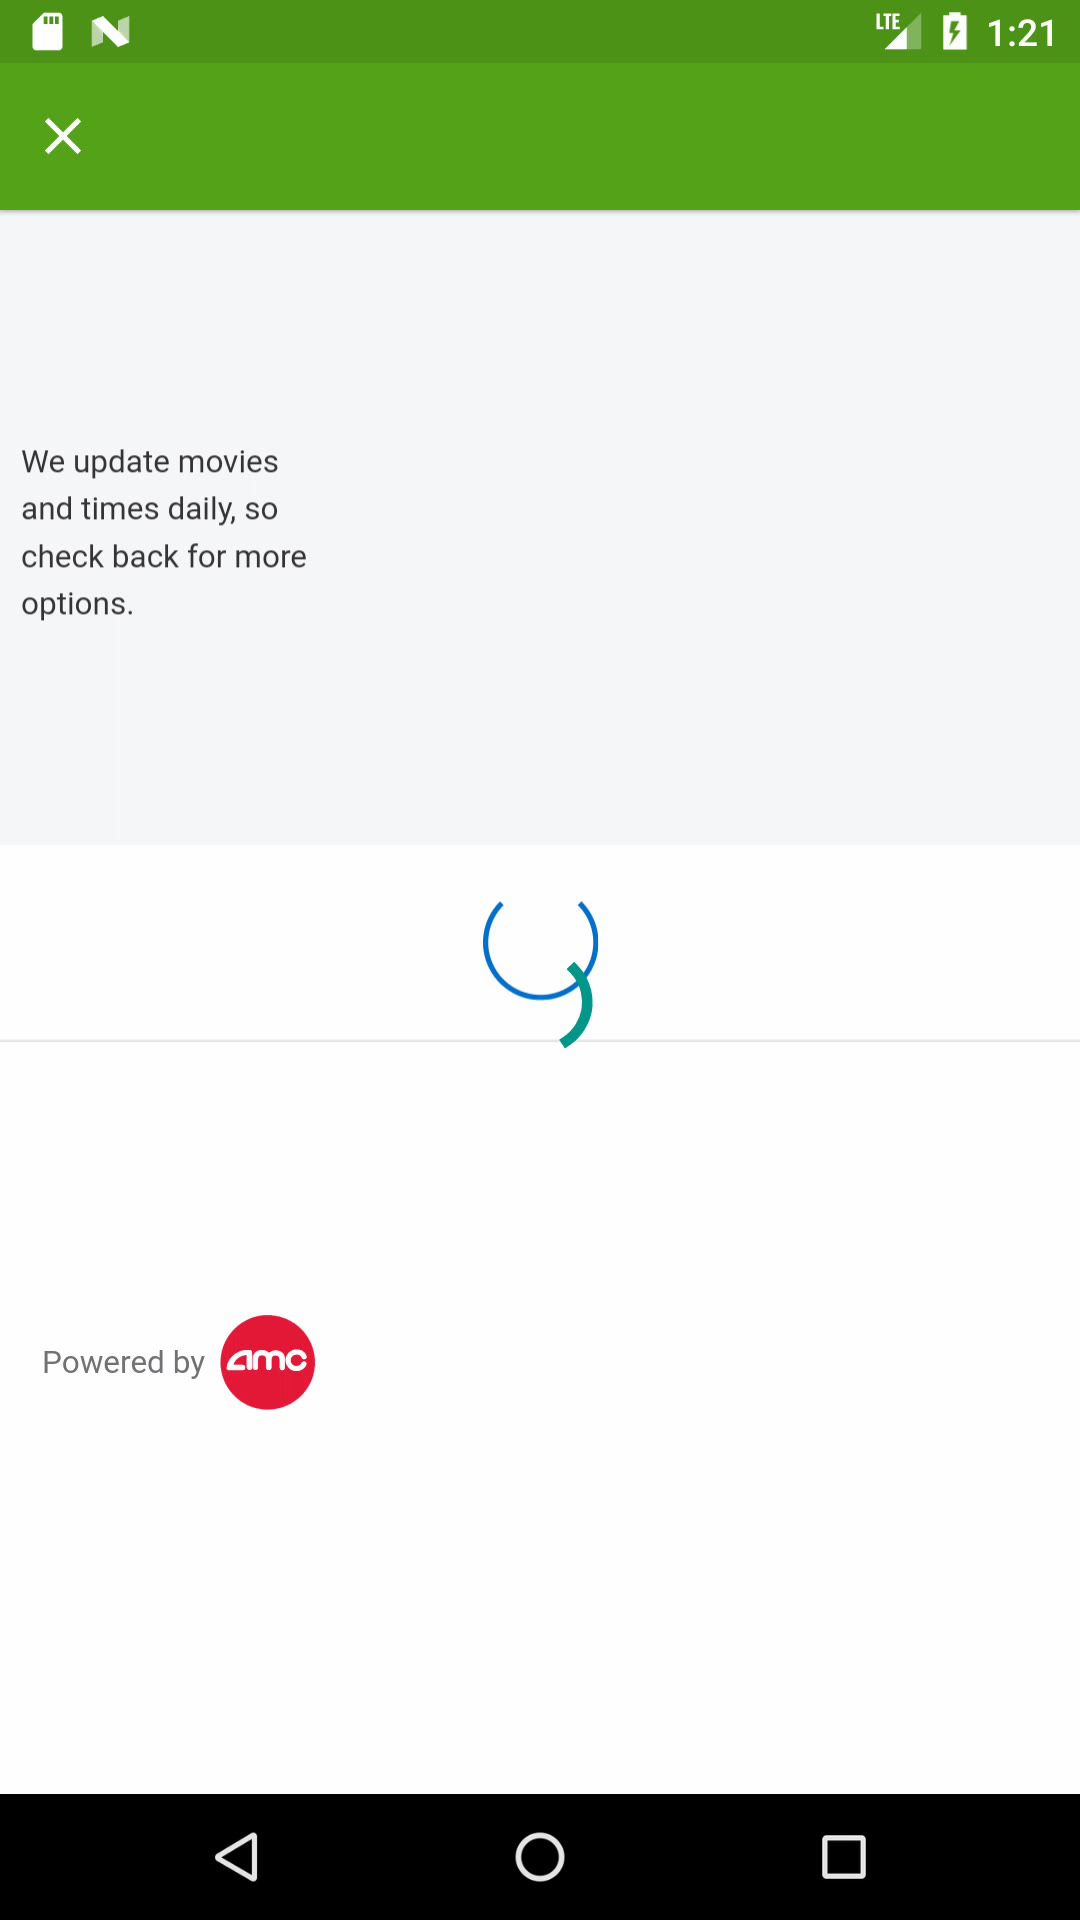 LTE 1:21
We update movies
and times daily, so
check back for more
options.
Powered by amc